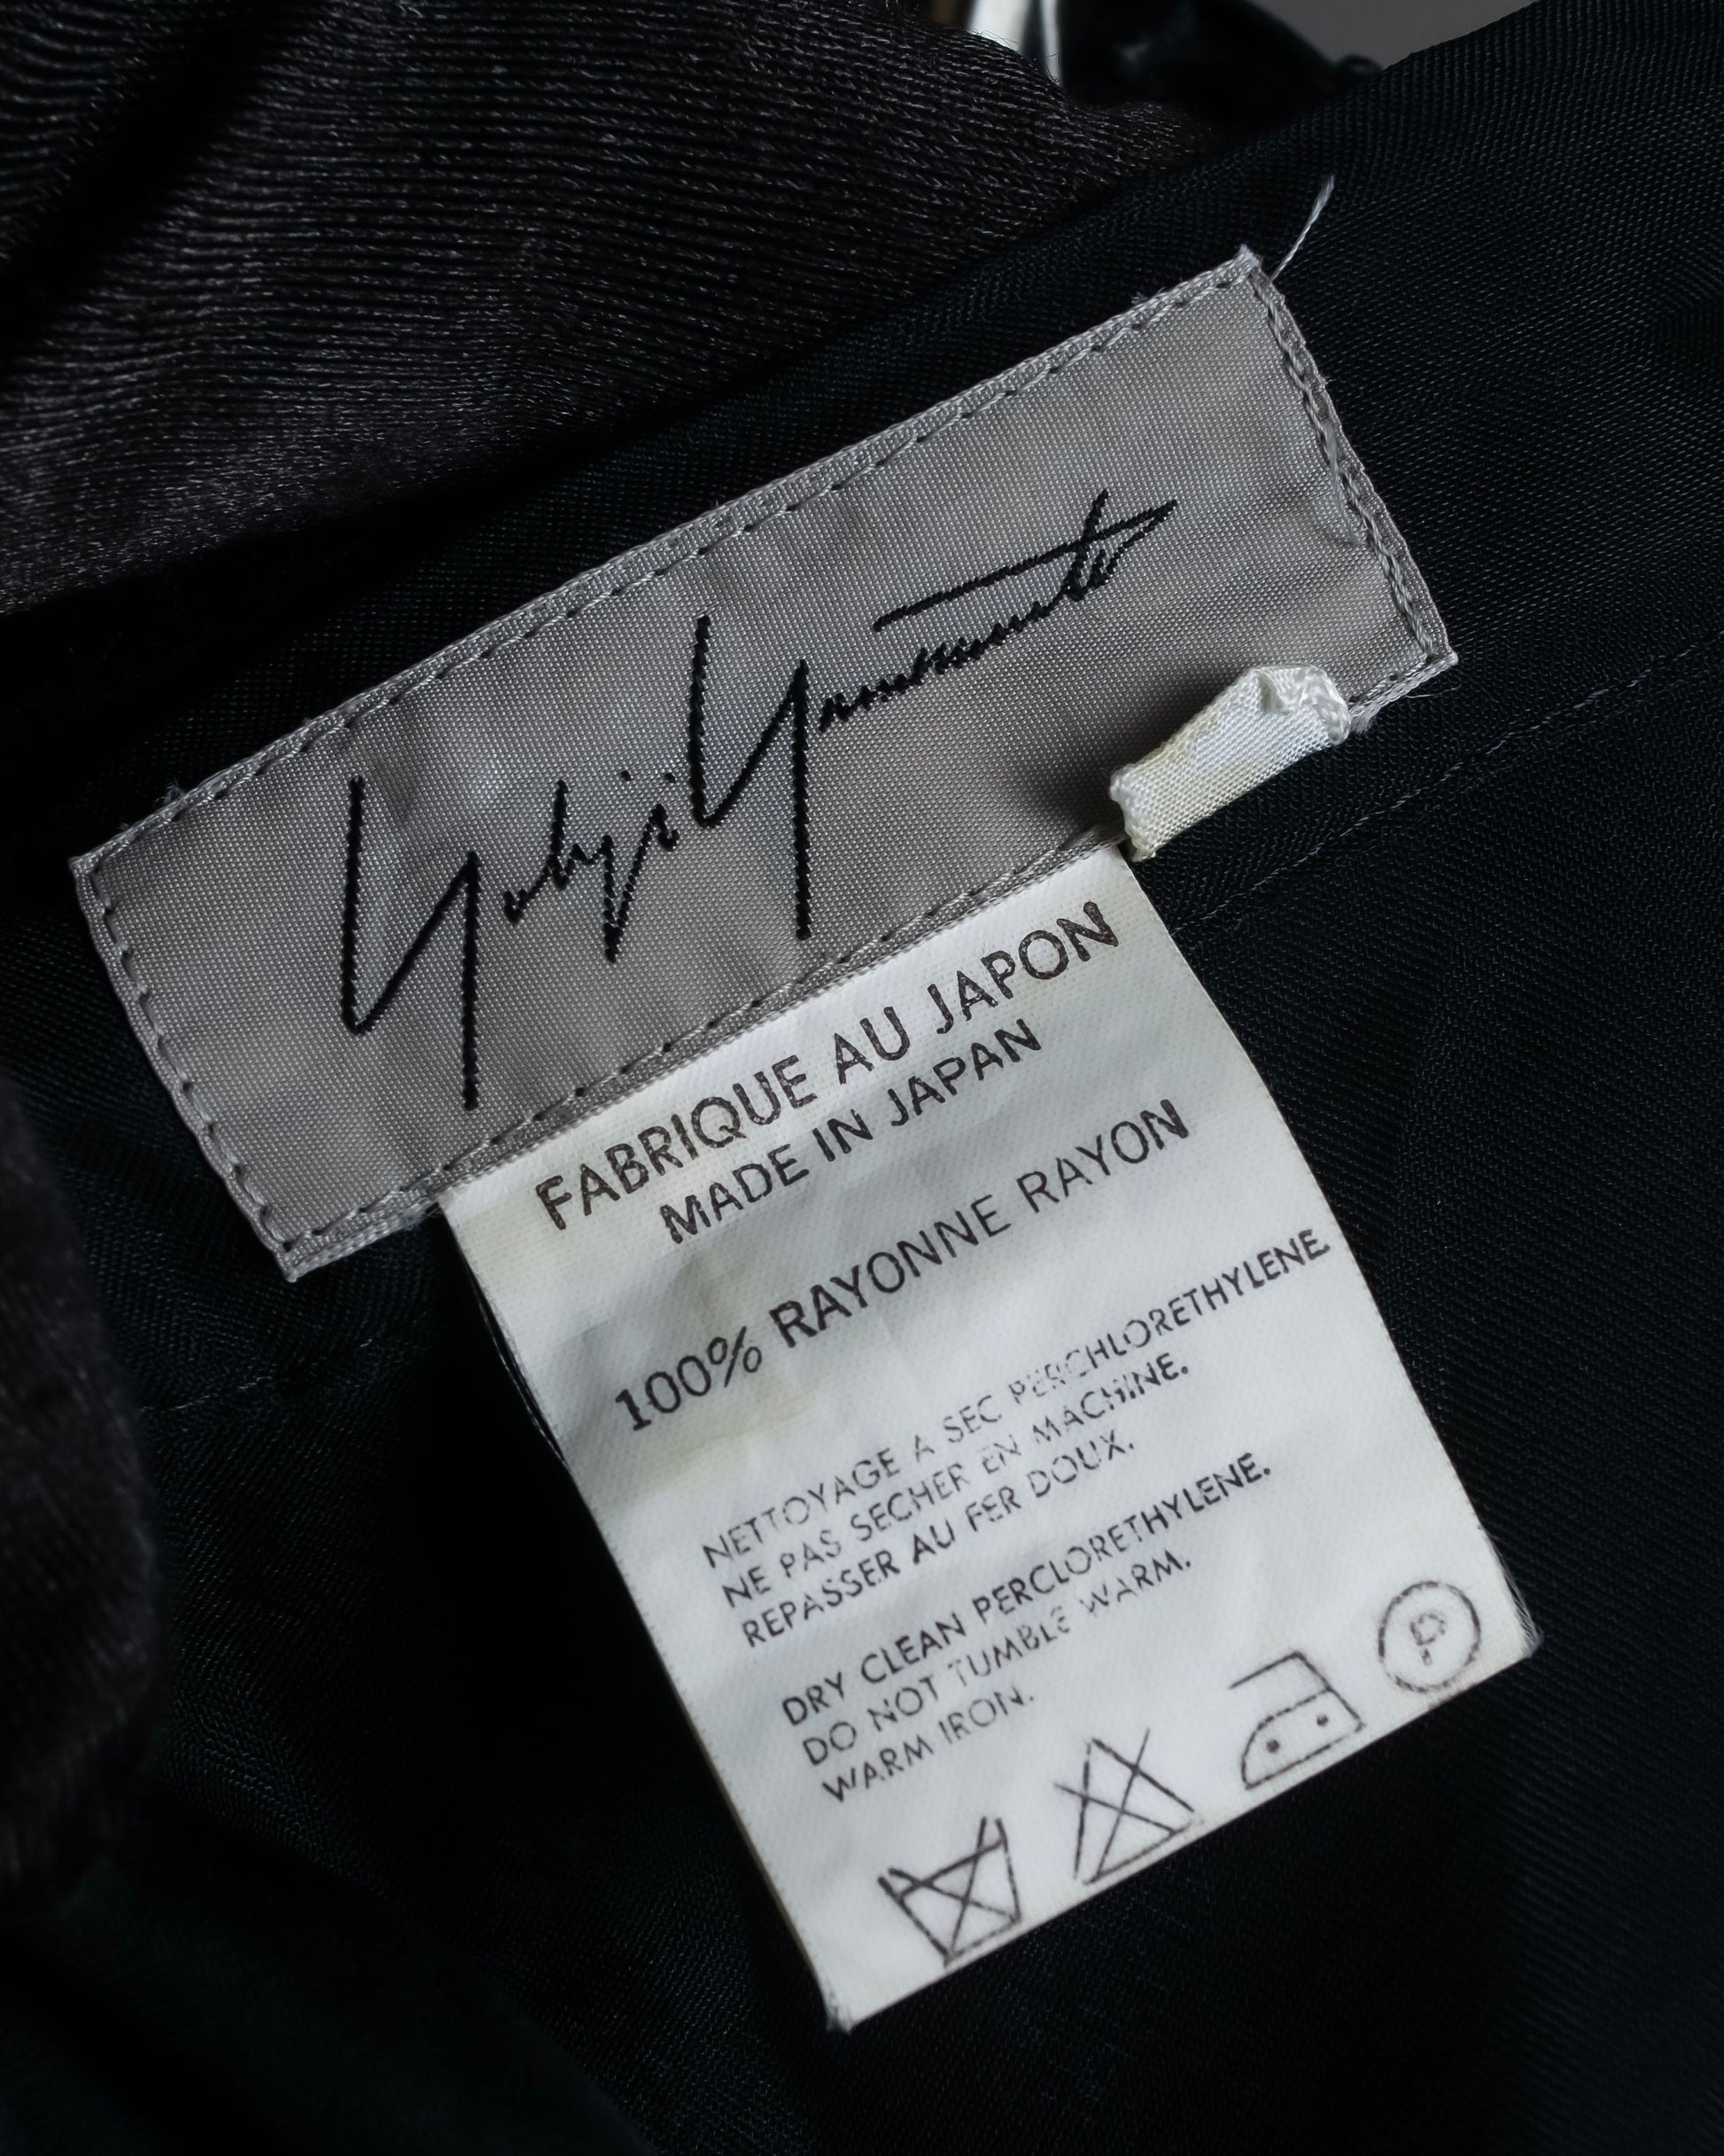 Yohji Yamamoto
FABRIQUE AU JAPON
MADE IN JAPAN
100% RAYONNE RAYON
NETTOYAGE A SEC PERCHLORETHYLENE.
NE PAS SECHER EN MACHINE.
REPASSER AU FER DOUX.
DRY CLEAN PERCLORETHYLENE.
DO NOT TUMBLE WARM.
WARM IRON.
P